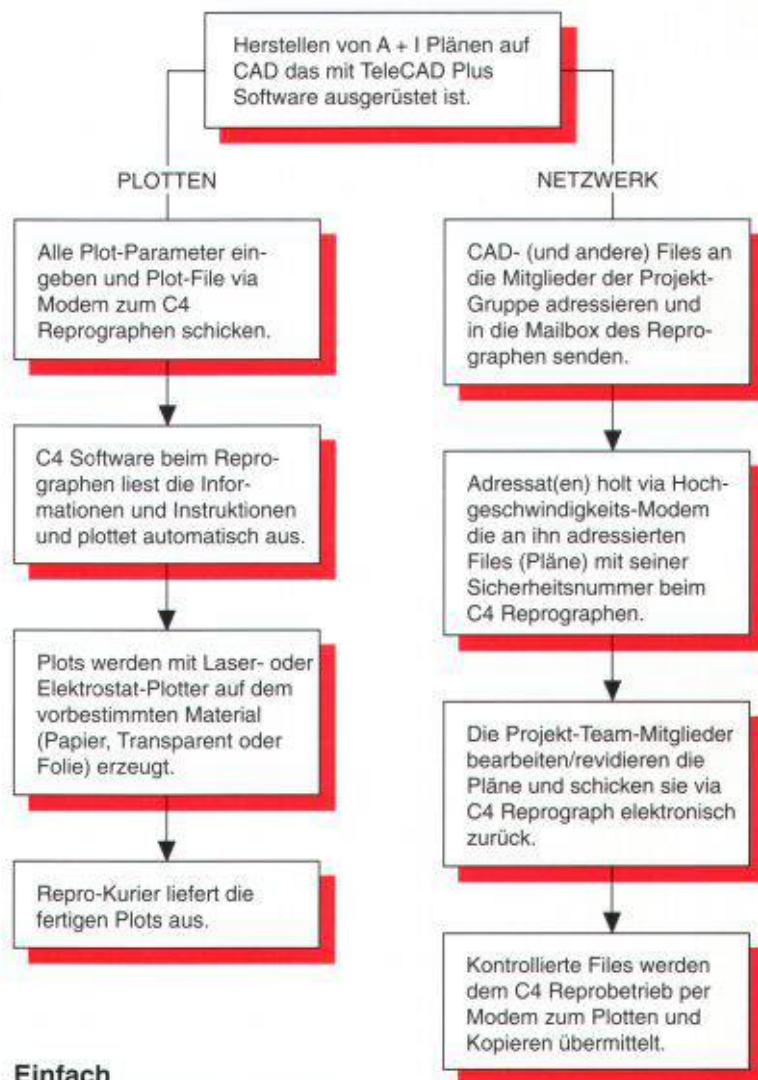 Herstellen von A + I Plänen auf
CAD das mit TeleCAD Plus
Software ausgerüstet ist.
PLOTTEN
Alle Plot-Parameter ein-
geben und Plot-File via
Modem zum C4
Reprographen schicken.
C4 Software beim Repro-
graphen liest die Infor-
mationen und Instruktionen
und plottet automatisch aus.
Plots werden mit Laser- oder
Elektrostat-Plotter auf dem
vorbestimmten Material
(Papier, Transparent oder
Folie) erzeugt.
Repro-Kurier liefert die
fertigen Plots aus.
NETZWERK
CAD- (und andere) Files an
die Mitglieder der Projekt-
Gruppe adressieren und
in die Mailbox des Repro-
graphen senden.
Adressat(en) holt via Hoch-
geschwindigkeits-Modem
die an ihn adressierten
Files (Pläne) mit seiner
Sicherheitsnummer beim
C4 Reprographen.
Die Projekt-Team-Mitglieder
bearbeiten/revidieren die
Pläne und schicken sie via
C4 Reprograph elektronisch
zurück.
Kontrollierte Files werden
dem C4 Reprobetrieb per
Modem zum Plotten und
Kopieren übermittelt.
Einfach